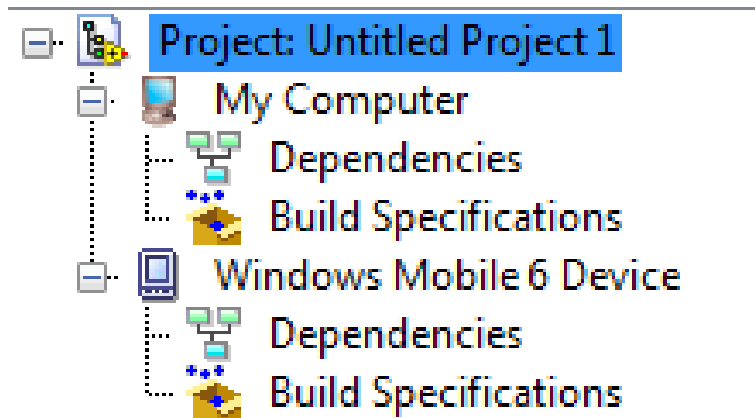 Project: Untitled Project 1
My Computer
Dependencies
Build Specifications
Windows Mobile 6 Device
Dependencies
Build Specifications